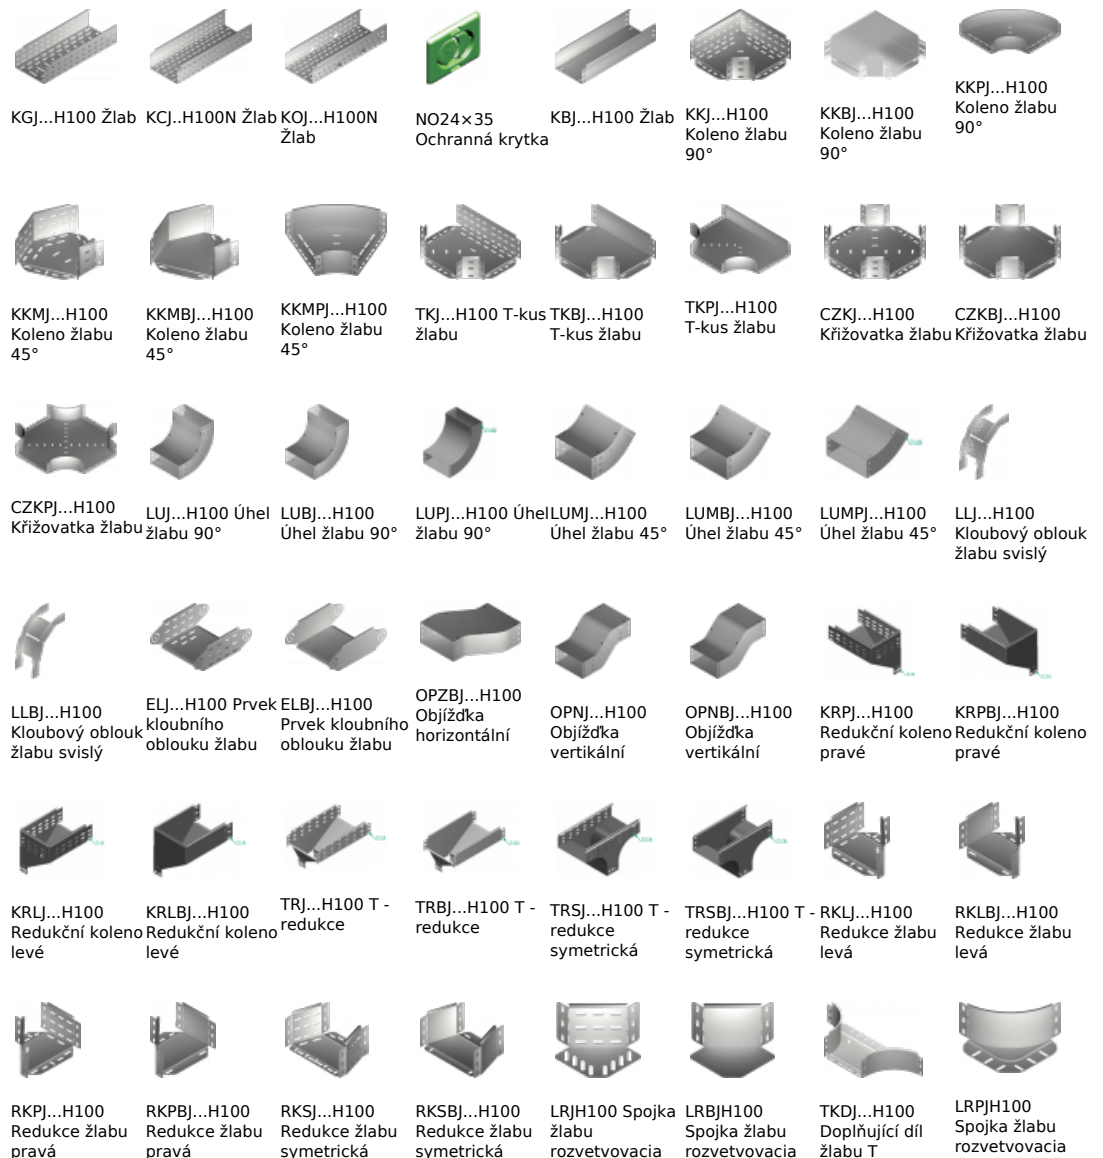 KGJ...H100 Žlab
KCJ..H100N Žlab
KOJ...H100N
Žlab
NO24×35
Ochranná krytka
KBJ...H100 Žlab
KKJ...H100
Koleno žlabu
90°
KKBJ...H100
Koleno žlabu
90°
KKPJ...H100
Koleno žlabu
90°
KKMJ...H100
Koleno žlabu
45°
KKMBJ...H100
Koleno žlabu
45°
KKMPJ...H100
Koleno žlabu
45°
TKJ...H100 T-kus
žlabu
TKBJ...H100
T-kus žlabu
TKPJ...H100
T-kus žlabu
CZKJ...H100
Křižovatka žlabu
CZKBJ...H100
Křižovatka žlabu
CZKPJ...H100
Křižovatka žlabu
LUJ...H100 Úhel
žlabu 90°
LUBJ...H100
Úhel žlabu 90°
LUPJ...H100 Úhel
žlabu 90°
LUMJ...H100
Úhel žlabu 45°
LUMBJ...H100
Úhel žlabu 45°
LUMPJ...H100
Úhel žlabu 45°
LLJ...H100
Kloubový oblouk
žlabu svislý
LLBJ...H100
Kloubový oblouk
žlabu svislý
ELJ...H100 Prvek
kloubního
oblouku žlabu
ELBJ...H100
Prvek kloubního
oblouku žlabu
OPZBJ...H100
Objížďka
horizontální
OPNJ...H100
Objížďka
vertikální
OPNBJ...H100
Objížďka
vertikální
KRPJ...H100
Redukční koleno
pravé
KRPBJ...H100
Redukční koleno
pravé
KRLJ...H100
Redukční koleno
levé
KRLBJ...H100
Redukční koleno
levé
TRJ...H100 T -
redukce
TRBJ...H100 T -
redukce
TRSJ...H100 T -
redukce
symetrická
TRSBJ...H100 T -
redukce
symetrická
RKLJ...H100
Redukce žlabu
levá
RKLBJ...H100
Redukce žlabu
levá
RKPJ...H100
Redukce žlabu
pravá
RKPBJ...H100
Redukce žlabu
pravá
RKSJ...H100
Redukce žlabu
symetrická
RKSBJ...H100
Redukce žlabu
symetrická
LRJH100 Spojka
žlabu
rozvetvovacia
LRBJH100
Spojka žlabu
rozvetvovacia
TKDJ...H100
Doplňující díl
žlabu T
LRPJH100
Spojka žlabu
rozvetvovacia